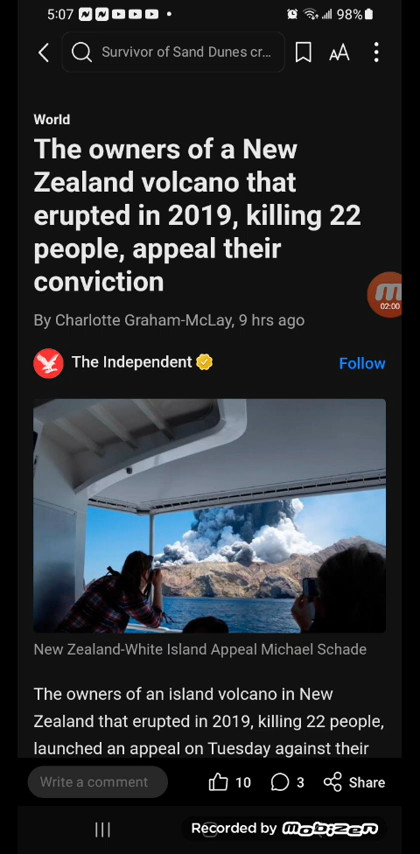 5:07
98%
Survivor of Sand Dunes cr...
AA
World
The owners of a New
Zealand volcano that
erupted in 2019, killing 22
people, appeal their
conviction
By Charlotte Graham-McLay, 9 hrs ago
02:00
The Independent
Follow
New Zealand-White Island Appeal Michael Schade
The owners of an island volcano in New
Zealand that erupted in 2019, killing 22 people,
launched an appeal on Tuesday against their
Write a comment
10
3
Share
Recorded by mobizen